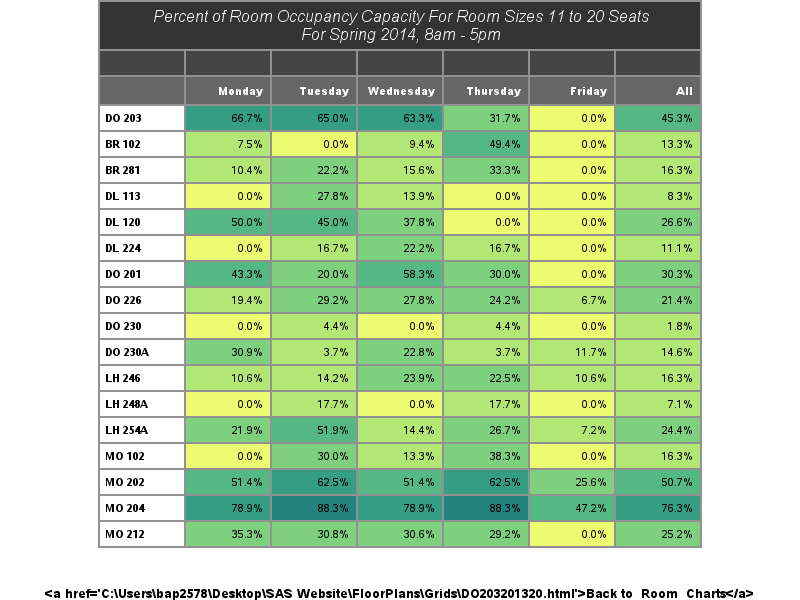 Percent of Room Occupancy Capacity For Room Sizes 11 to 20 Seats
For Spring 2014, 8am - 5pm
Monday Tuesday Wednesday Thursday Friday All
DO 203 66.7% 65.0% 63.3% 31.7% 0.0% 45.3%
BR 102 7.5% 0.0% 9.4% 49.4% 0.0% 13.3%
BR 281 10.4% 22.2% 15.6% 33.3% 0.0% 16.3%
DL 113 0.0% 27.8% 13.9% 0.0% 0.0% 8.3%
DL 120 50.0% 45.0% 37.8% 0.0% 0.0% 26.6%
DL 224 0.0% 16.7% 22.2% 16.7% 0.0% 11.1%
DO 201 43.3% 20.0% 58.3% 30.0% 0.0% 30.3%
DO 226 19.4% 29.2% 27.8% 24.2% 6.7% 21.4%
DO 230 0.0% 4.4% 0.0% 4.4% 0.0% 1.8%
DO 230A 30.9% 3.7% 22.8% 3.7% 11.7% 14.6%
LH 246 10.6% 14.2% 23.9% 22.5% 10.6% 16.3%
LH 248A 0.0% 17.7% 0.0% 17.7% 0.0% 7.1%
LH 254A 21.9% 51.9% 14.4% 26.7% 7.2% 24.4%
MO 102 0.0% 30.0% 13.3% 38.3% 0.0% 16.3%
MO 202 51.4% 62.5% 51.4% 62.5% 25.6% 50.7%
MO 204 78.9% 88.3% 78.9% 88.3% 47.2% 76.3%
MO 212 35.3% 30.8% 30.6% 29.2% 0.0% 25.2%
<a href='C:\Users\bap2578\Desktop\SAS Website\FloorPlans\Grids\DO203201320.html'>Back to Room Charts</a>